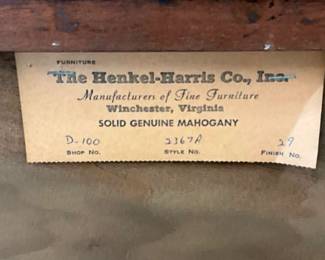 FURNITURE
The Henkel-Harris Co., Inc.
Manufacturers of Fine Furniture
Winchester, Virginia
SOLID GENUINE MAHOGANY
D-100 2367A 29
SHOP NO. STYLE NO. FINISH NO.